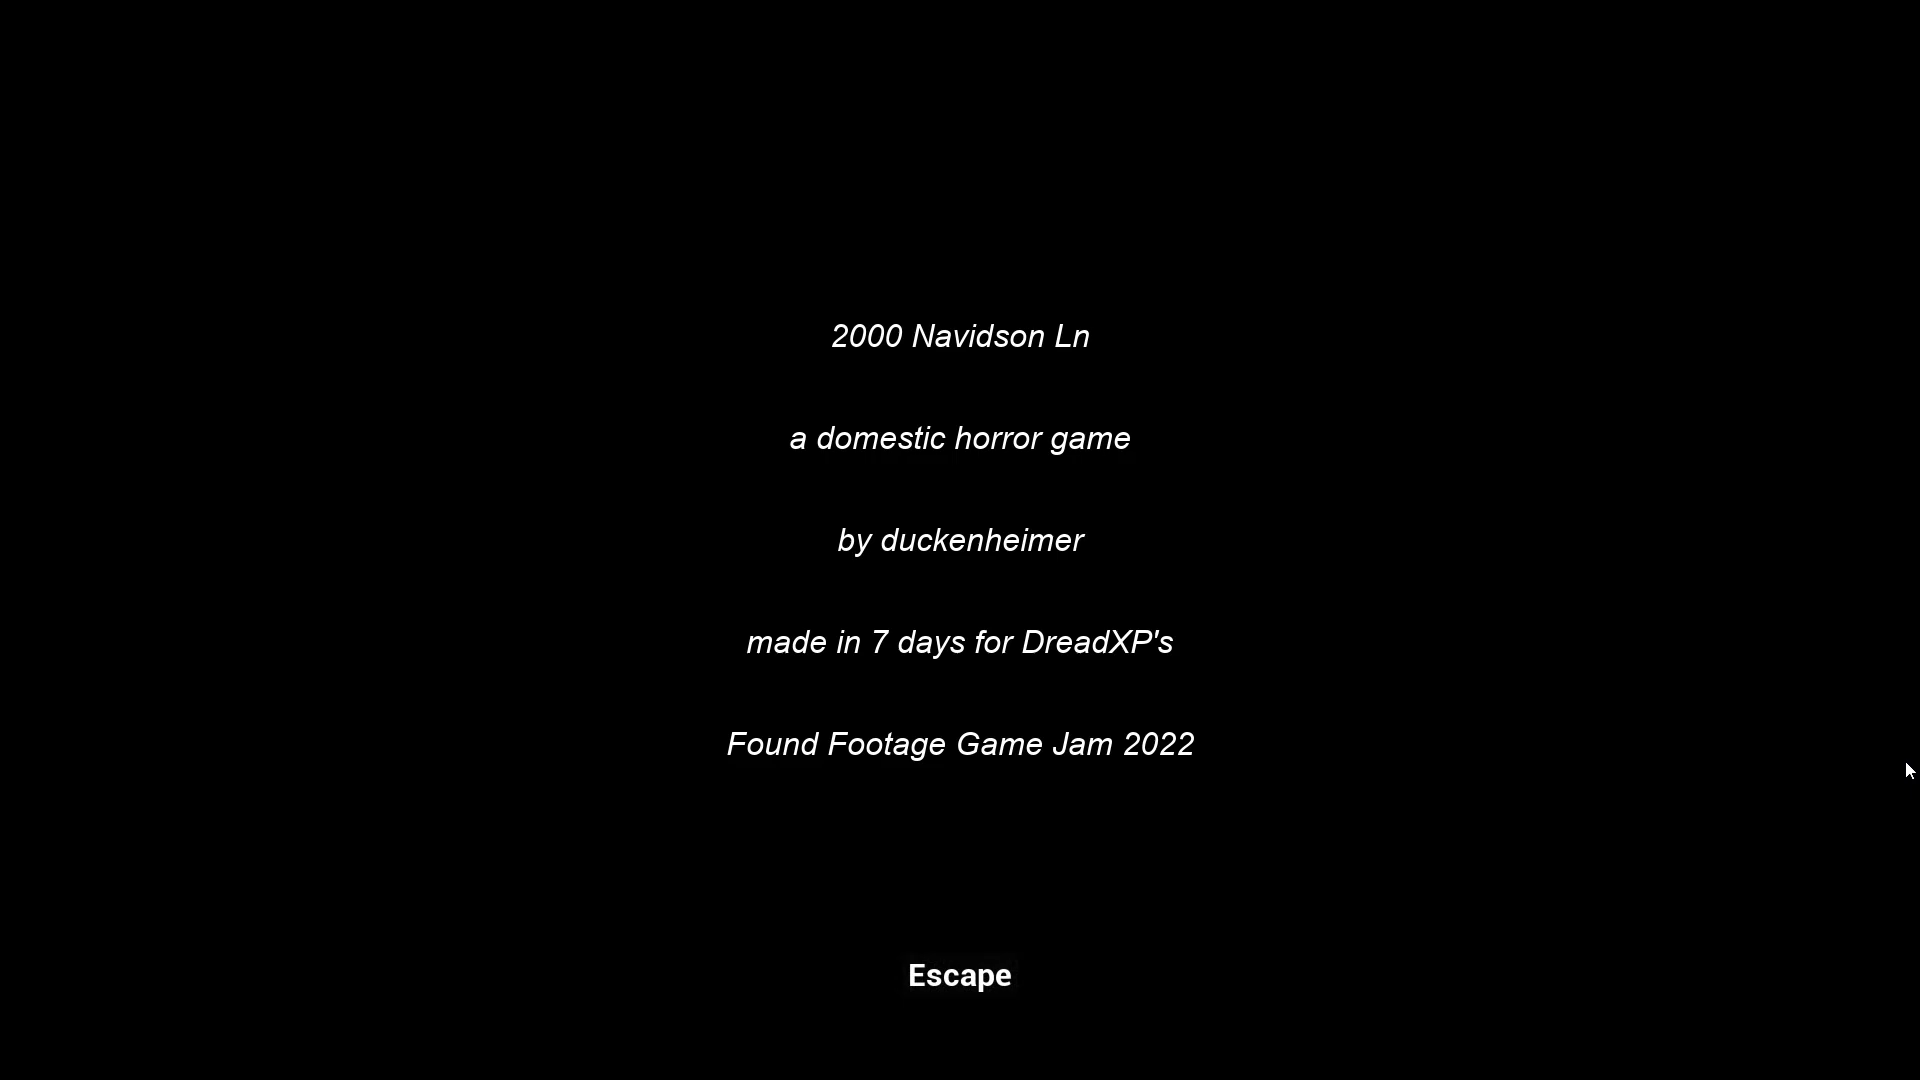 2000 Navidson Ln
a domestic horror game
by duckenheimer
made in 7 days for DreadXP's
Found Footage Game Jam 2022
Escape